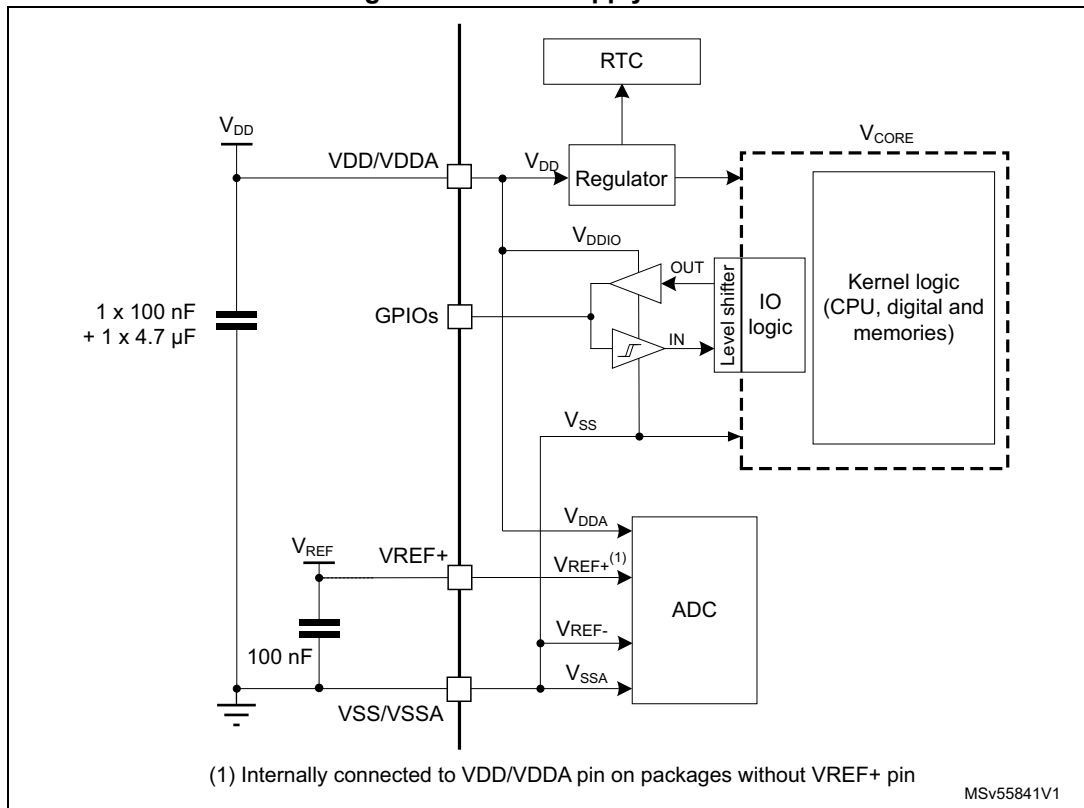 RTC
VDD
VCORE
VDD/VDDA
VDD
Regulator
VDDIO
OUT
Level shifter
IO
logic
Kernel logic
(CPU, digital and
memories)
1 x 100 nF
+ 1 x 4.7 µF
GPIOs
IN
VSS
VDDA
VREF
VREF+
VREF+(1)
ADC
VREF-
100 nF
VSSA
VSS/VSSA
(1) Internally connected to VDD/VDDA pin on packages without VREF+ pin
MSv55841V1